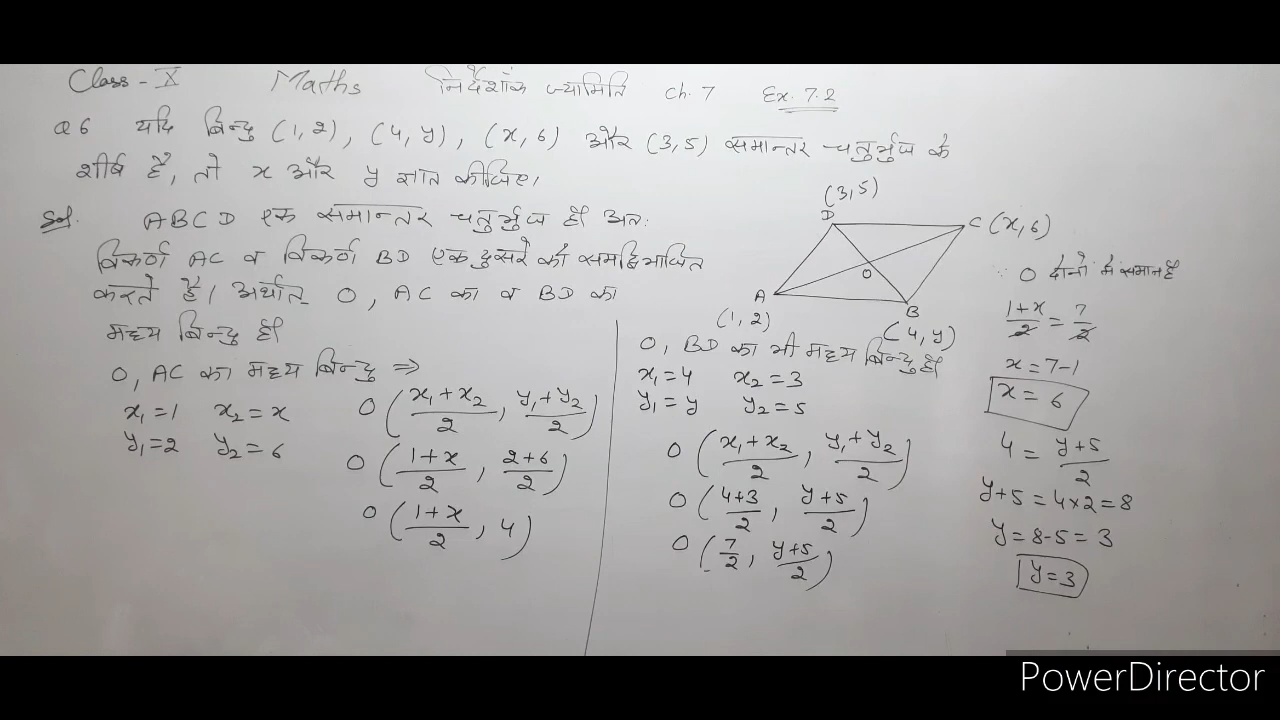 Class - X Maths निर्देशांक ज्यामिति Ch. 7 Ex. 7.2
Q 6 यदि बिन्दु (1, 2), (4, y), (x, 6) और (3, 5) समान्तर चतुर्भुज के
शीर्ष है, तो x और y ज्ञात कीजिए।
Sol. ABCD एक समान्तर चतुर्भुज है। अतः
विकर्ण AC व विकर्ण BD एक दुसरे को समद्विभाजित
करते है। अर्थात् O, AC का व BD का
मध्य बिन्दु है।
O, AC का मध्य बिन्दु ⇒
x₁=1 x₂=x
y₁=2 y₂=6
O ((x₁+x₂)/2, (y₁+y₂)/2)
O ((1+x)/2, (2+6)/2)
O ((1+x)/2, 4)
(3, 5)
D
C (x, 6)
O
A
B
(1, 2)
(4, y)
O, BD का भी मध्य बिन्दु है।
x₁=4 x₂=3
y₁=y y₂=5
O ((x₁+x₂)/2, (y₁+y₂)/2)
O ((4+3)/2, (y+5)/2)
O (7/2, (y+5)/2)
∵ O दोनो मे समान है
(1+x)/2 = 7/2
x=7-1
x=6
4 = (y+5)/2
y+5=4×2=8
y=8-5=3
y=3
PowerDirector